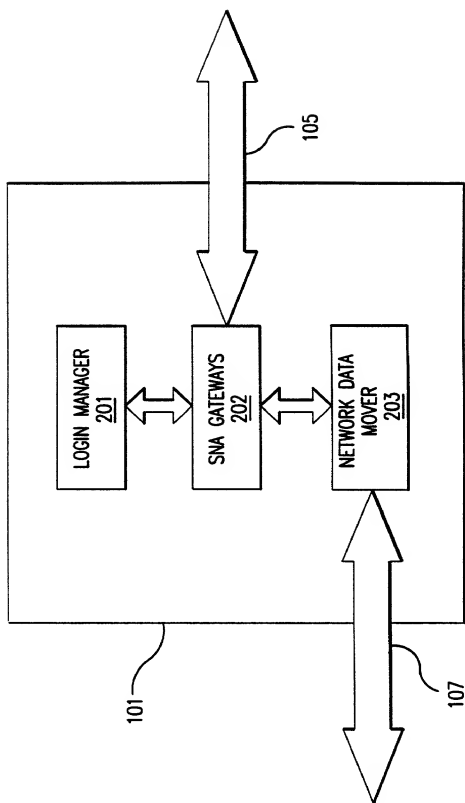 LOGIN MANAGER
201
SNA GATEWAYS
202
NETWORK DATA
MOVER
203
101
105
107